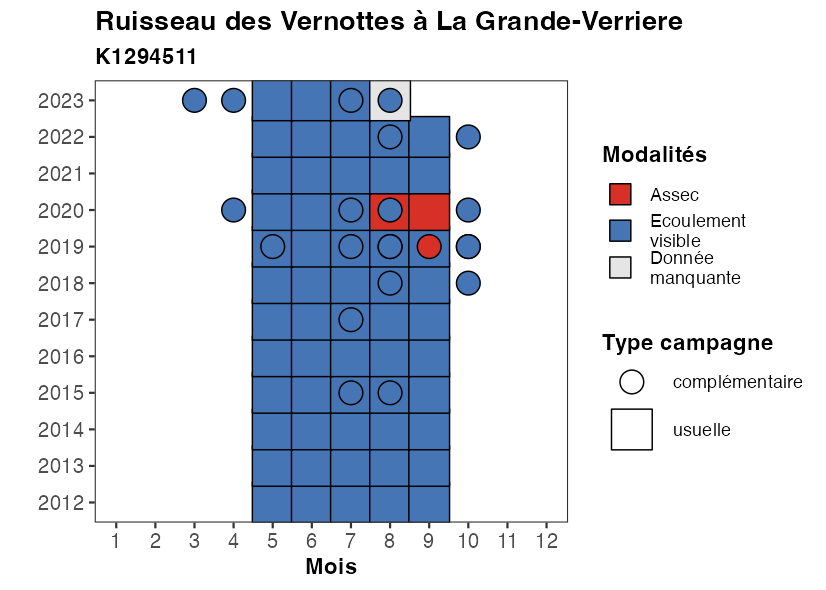 Ruisseau des Vernottes à La Grande-Verriere
K1294511
2023
2022
2021
2020
2019
2018
2017
2016
2015
2014
2013
2012
1 2 3 4 5 6 7 8 9 10 11 12
Mois
Modalités
Assec
Ecoulement
visible
Donnée
manquante
Type campagne
complémentaire
usuelle